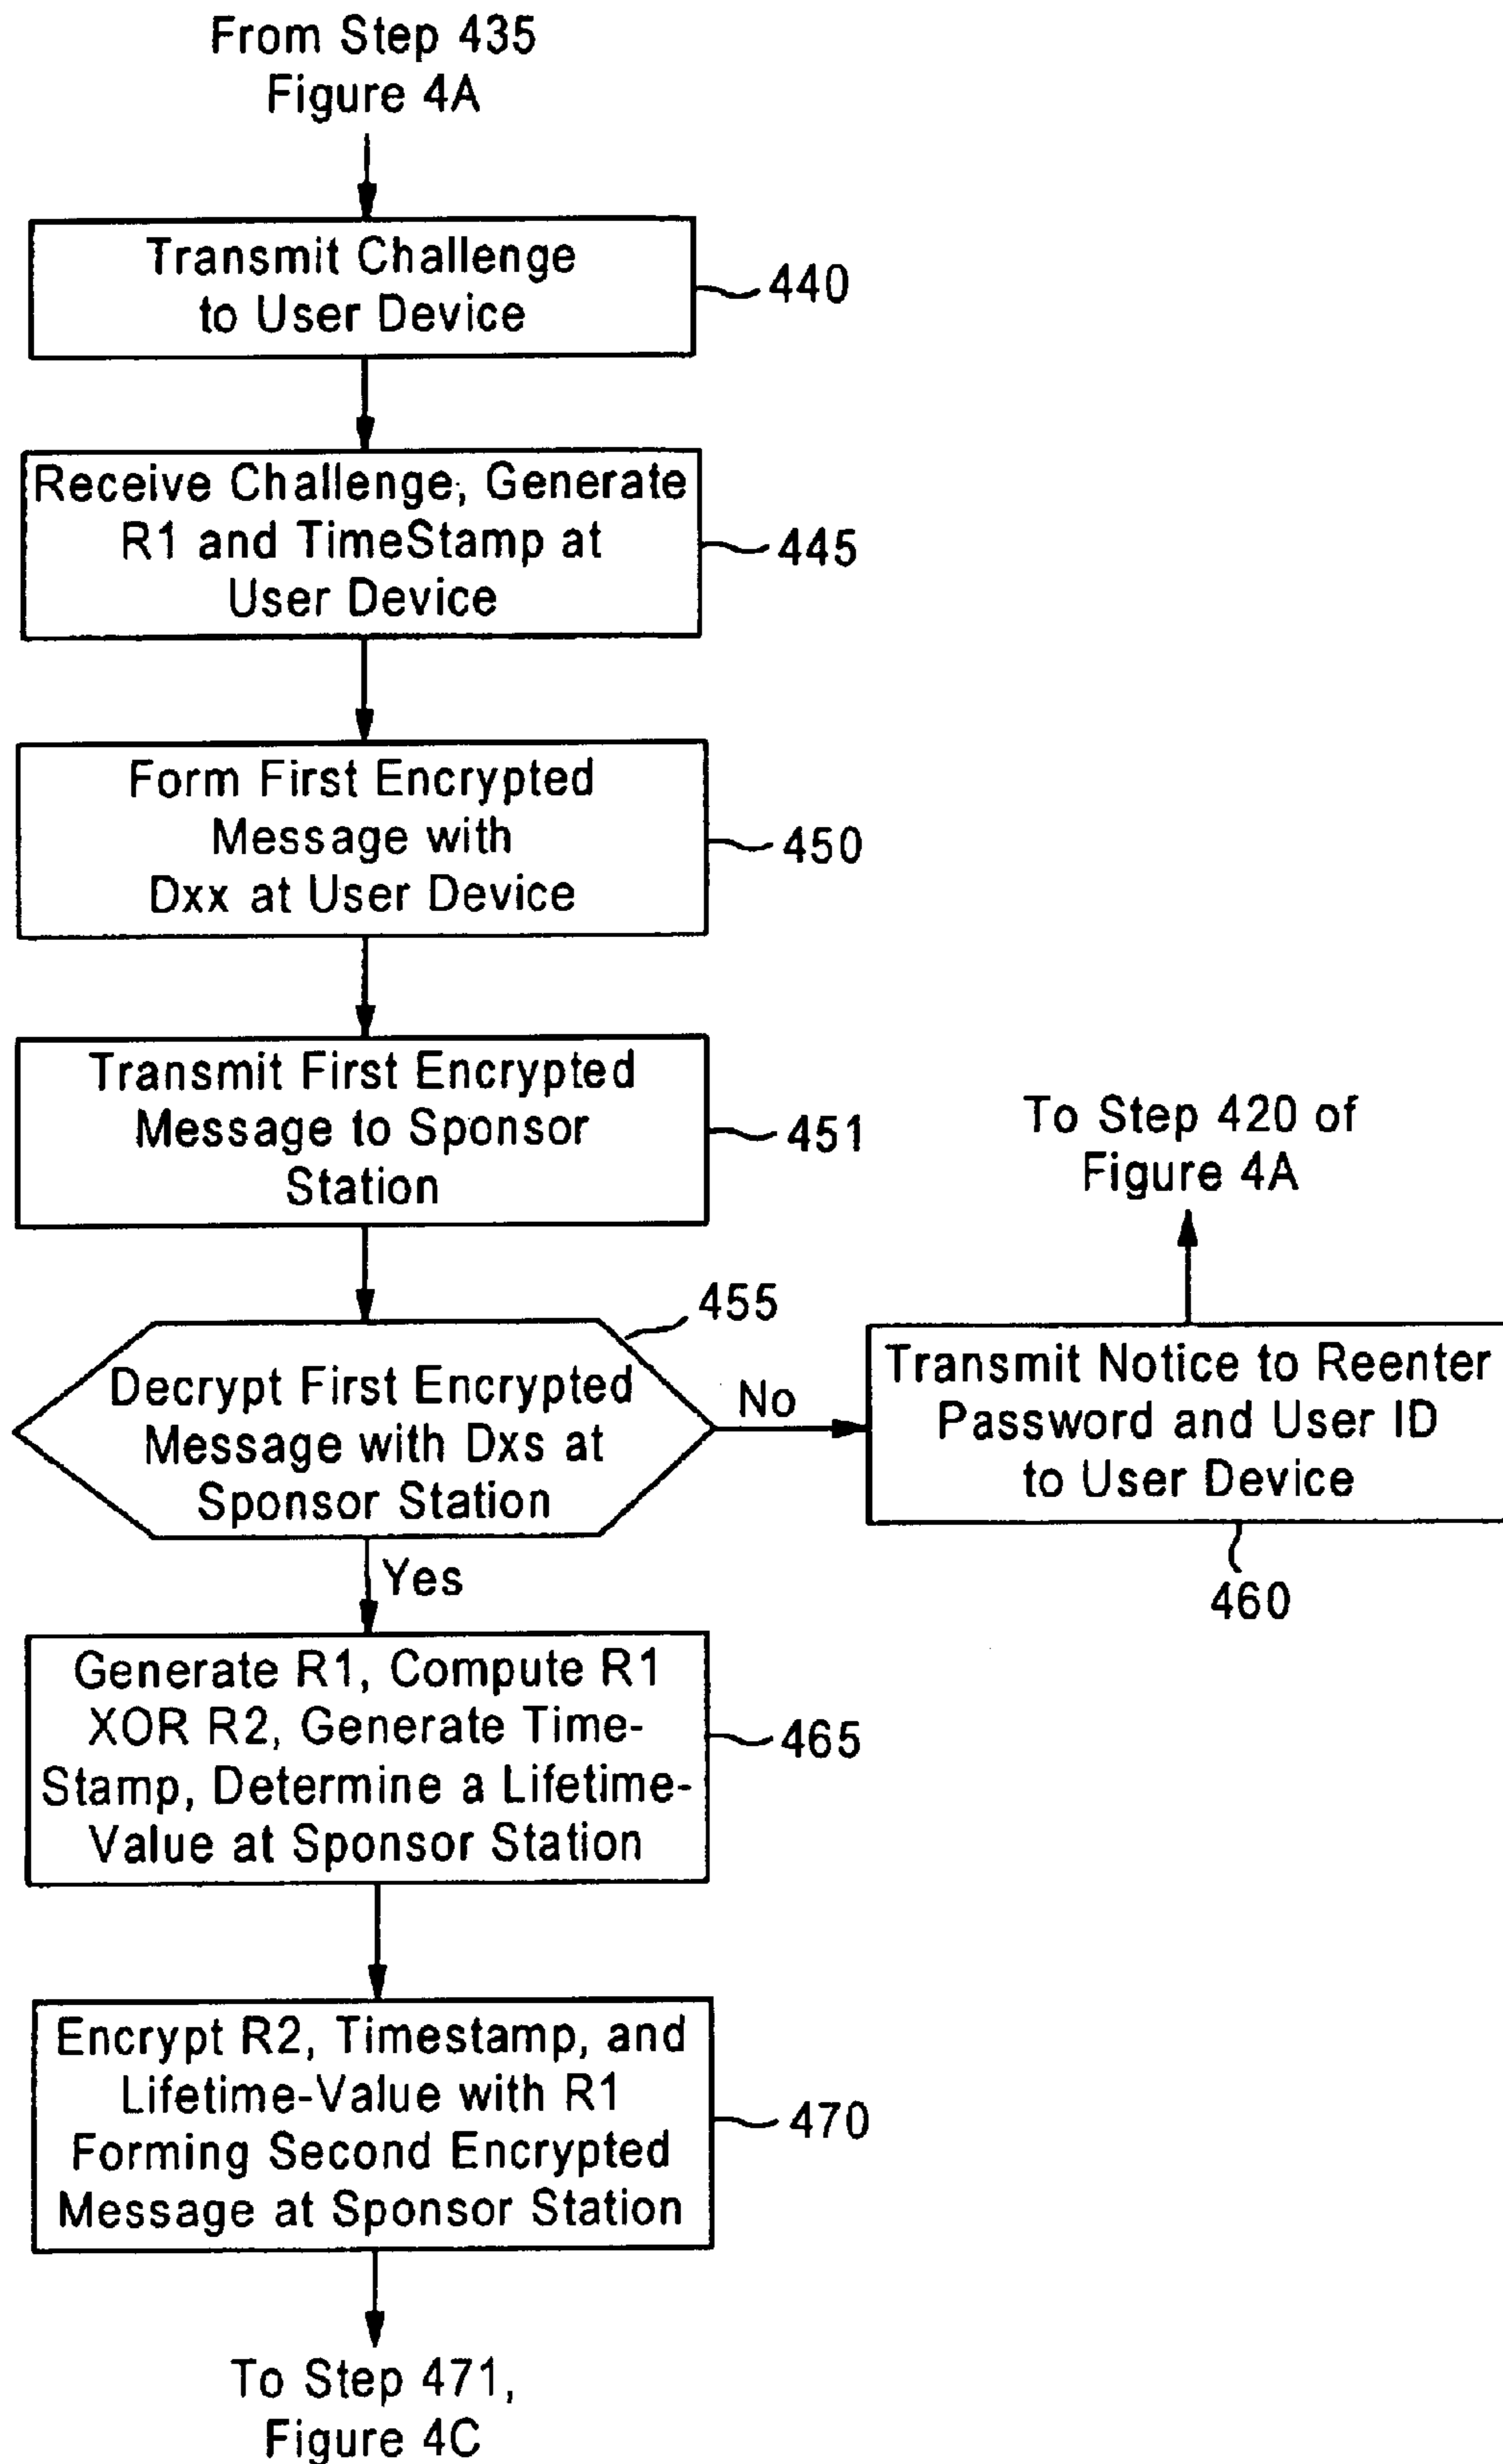 From Step 435
Figure 4A
Transmit Challenge
to User Device
440
Receive Challenge, Generate
R1 and TimeStamp at
User Device
445
Form First Encrypted
Message with
Dxx at User Device
450
Transmit First Encrypted
Message to Sponsor
Station
451
To Step 420 of
Figure 4A
455
Decrypt First Encrypted
Message with Dxs at
Sponsor Station
No
Transmit Notice to Reenter
Password and User ID
to User Device
460
Yes
Generate R1, Compute R1
XOR R2, Generate Time-
Stamp, Determine a Lifetime-
Value at Sponsor Station
465
Encrypt R2, Timestamp, and
Lifetime-Value with R1
Forming Second Encrypted
Message at Sponsor Station
470
To Step 471,
Figure 4C